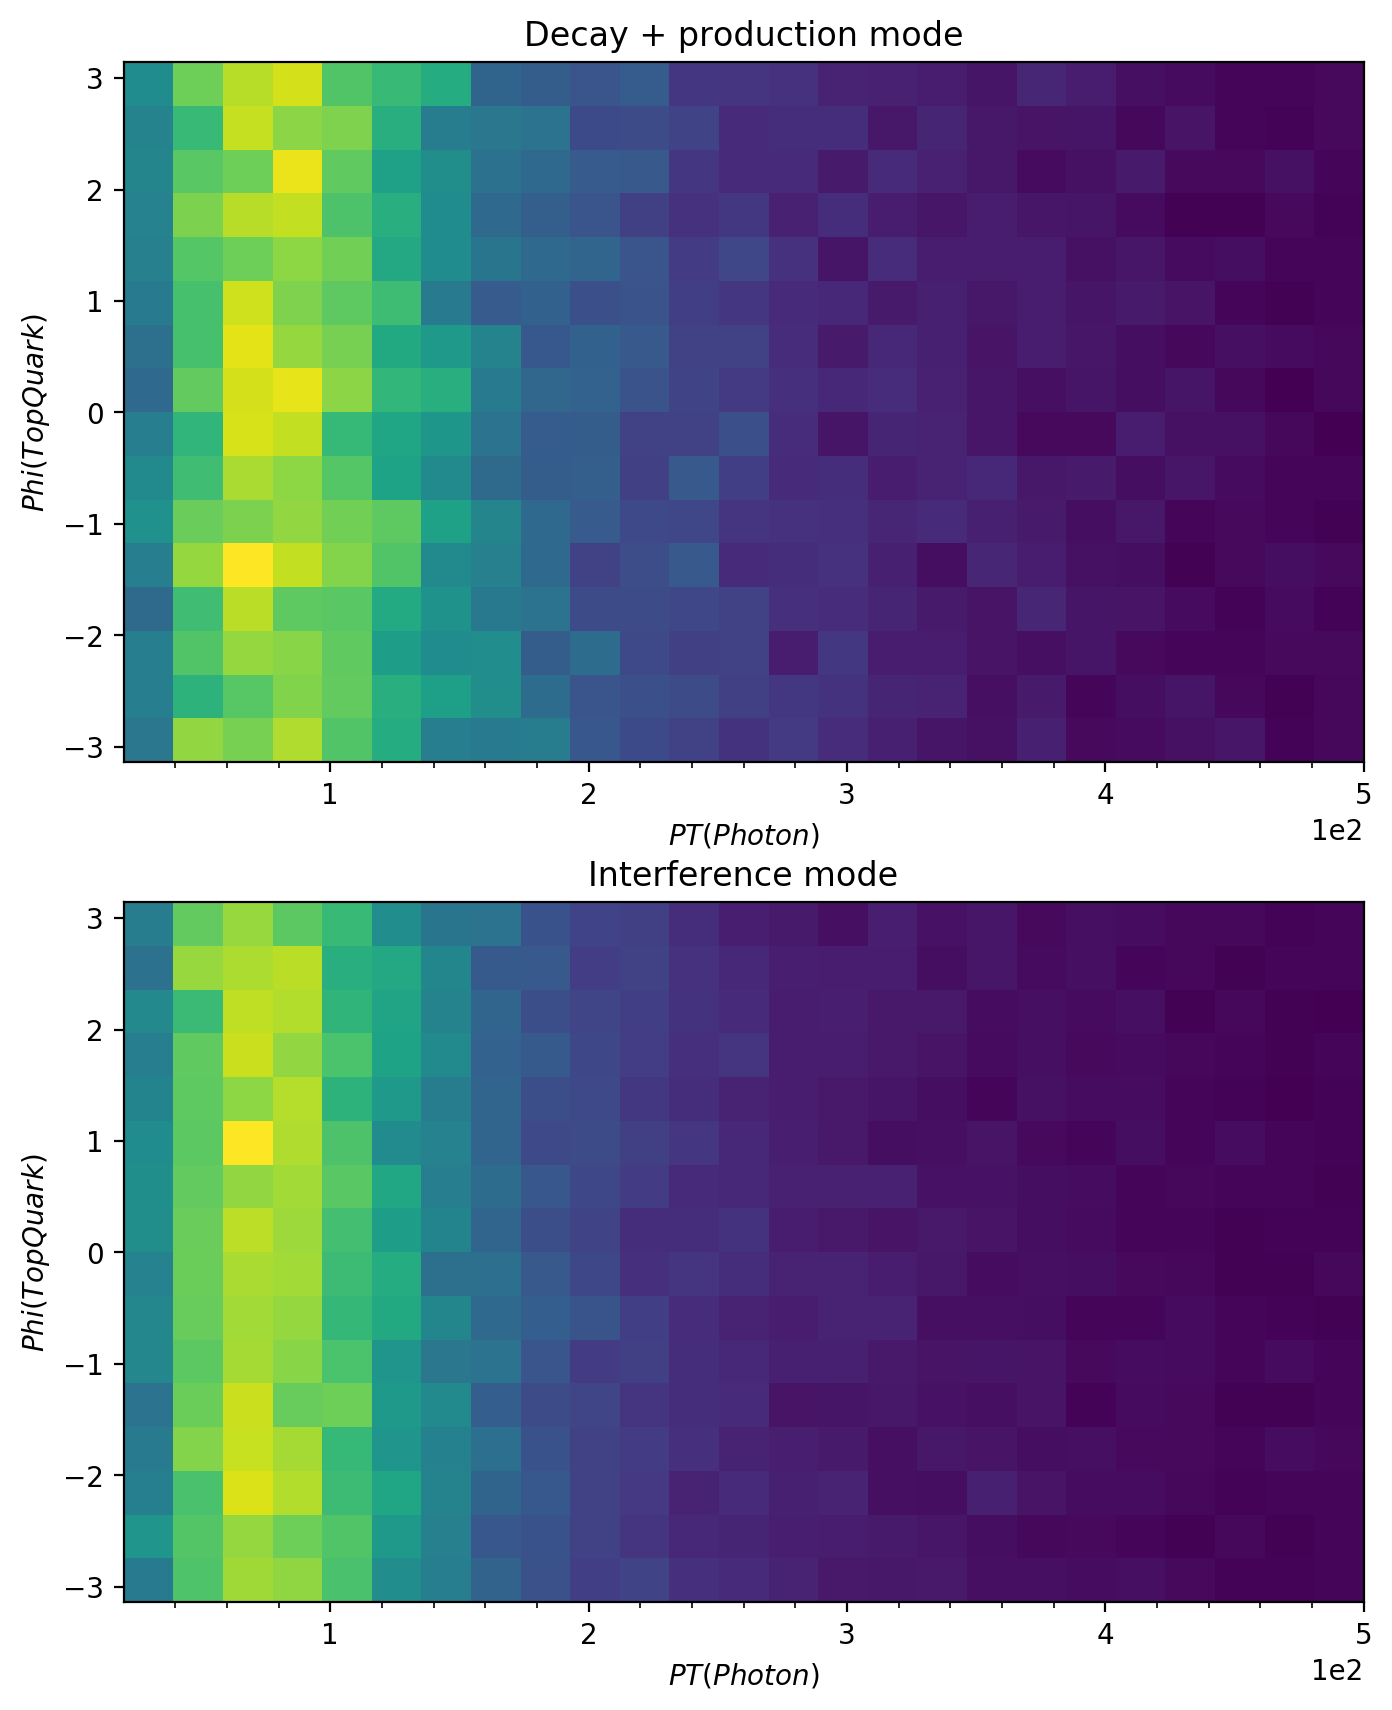 Decay + production mode
3
2
1
0
−1
−2
−3
Phi(TopQuark)
1 2 3 4 5
1e2
PT(Photon)
Interference mode
3
2
1
0
−1
−2
−3
Phi(TopQuark)
1 2 3 4 5
1e2
PT(Photon)